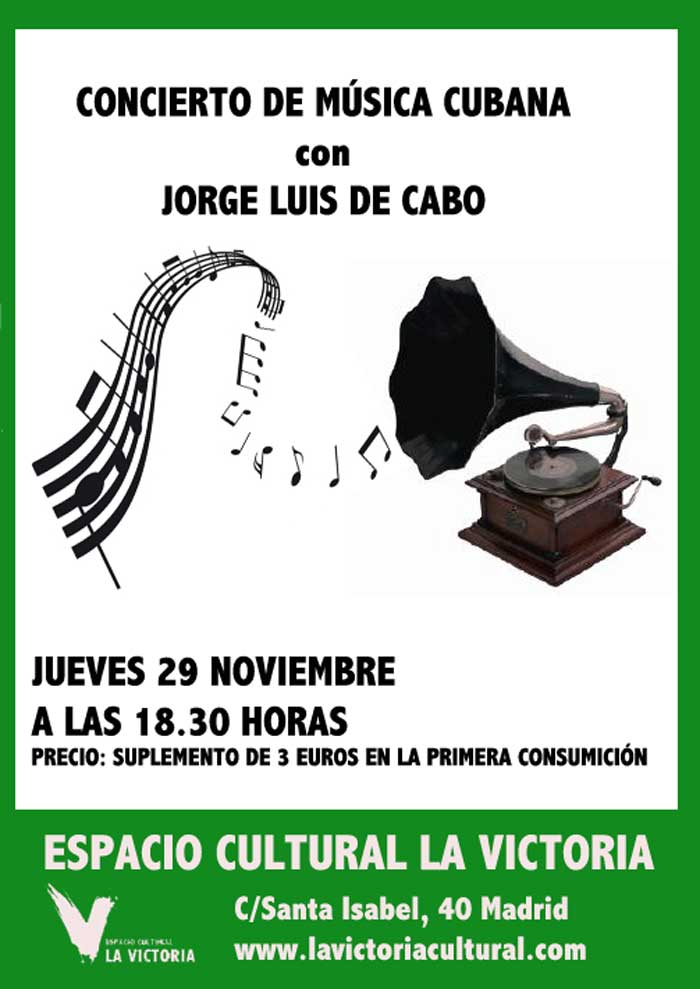 CONCIERTO DE MÚSICA CUBANA
con
JORGE LUIS DE CABO
JUEVES 29 NOVIEMBRE
A LAS 18.30 HORAS
PRECIO: SUPLEMENTO DE 3 EUROS EN LA PRIMERA CONSUMICIÓN
ESPACIO CULTURAL LA VICTORIA
C/Santa Isabel, 40 Madrid
www.lavictoriacultural.com
ESPACIO CULTURAL
LA VICTORIA